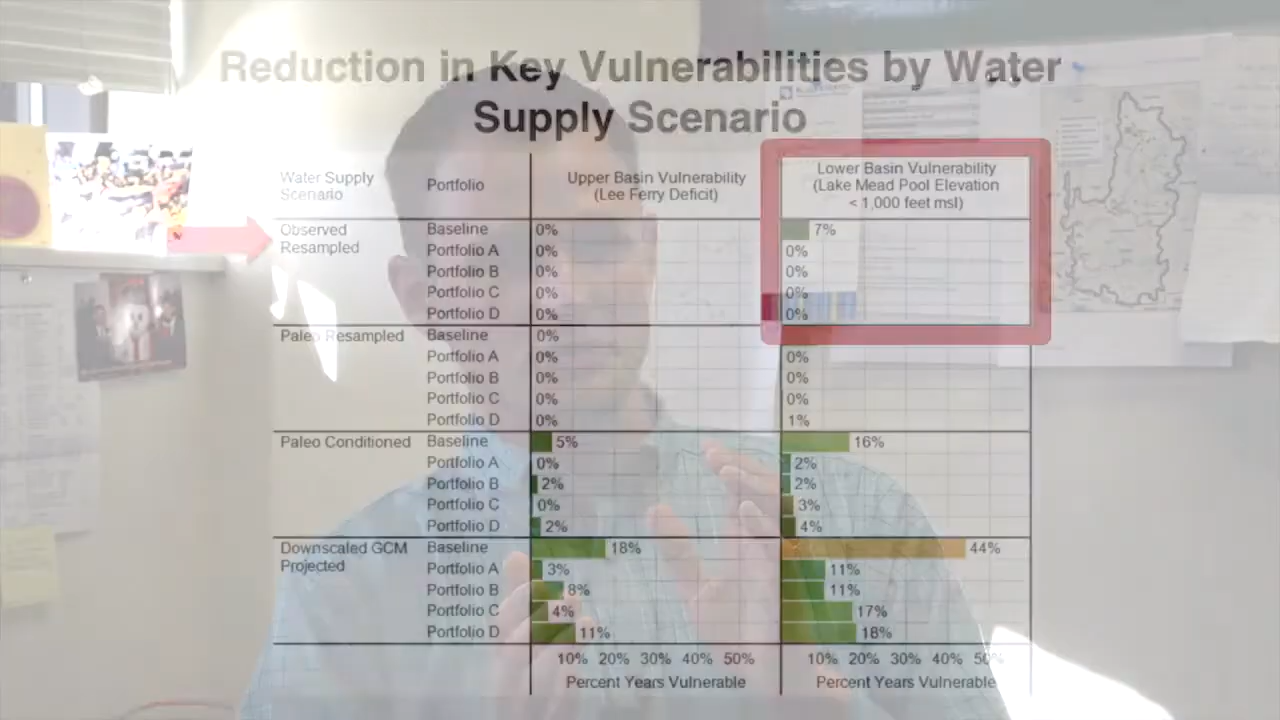 Reduction in Key Vulnerabilities by Water
Supply Scenario
Water Supply
Scenario
Portfolio
Upper Basin Vulnerability
(Lee Ferry Deficit)
Lower Basin Vulnerability
(Lake Mead Pool Elevation
< 1,000 feet msl)
Observed
Resampled
Baseline 0% 7%
Portfolio A 0% 0%
Portfolio B 0% 0%
Portfolio C 0% 0%
Portfolio D 0% 0%
Paleo Resampled Baseline 0%
Portfolio A 0% 0%
Portfolio B 0% 0%
Portfolio C 0% 0%
Portfolio D 0% 1%
Paleo Conditioned Baseline 5% 16%
Portfolio A 0% 2%
Portfolio B 2% 2%
Portfolio C 0% 3%
Portfolio D 2% 4%
Downscaled GCM
Projected
Baseline 18% 44%
Portfolio A 3% 11%
Portfolio B 8% 11%
Portfolio C 4% 17%
Portfolio D 11% 18%
10% 20% 30% 40% 50% 10% 20% 30% 40% 50%
Percent Years Vulnerable Percent Years Vulnerable